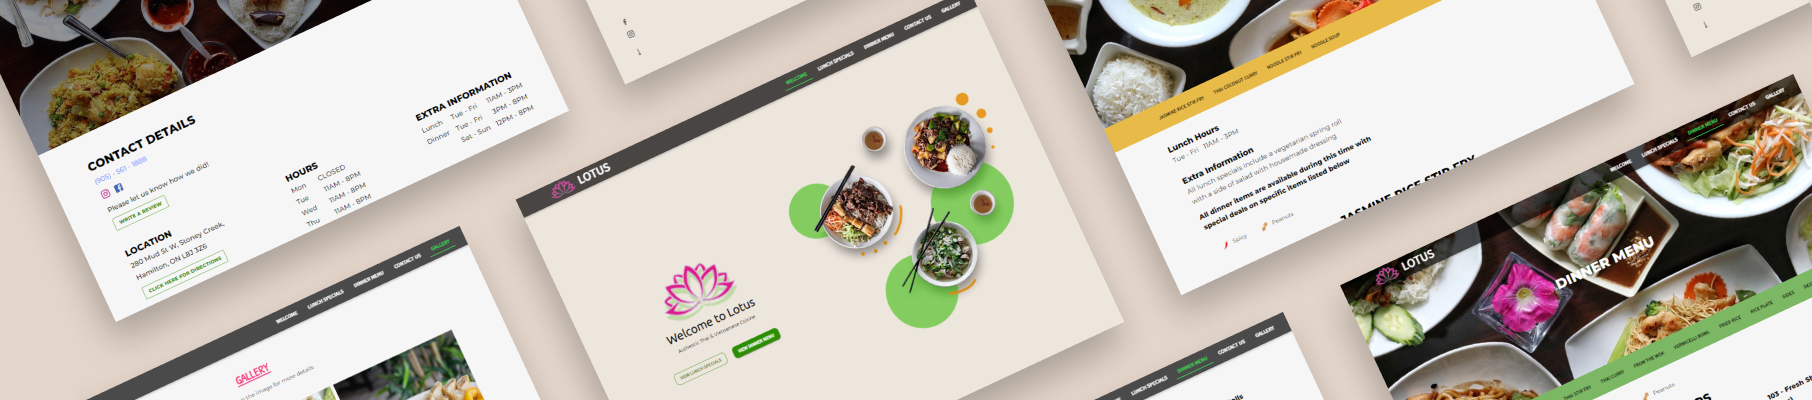 CONTACT DETAILS
(905) - 561 - 1888
Please let us know how we did!
WRITE A REVIEW
LOCATION
280 Mud St W, Stoney Creek,
Hamilton, ON L8J 3Z6
CLICK HERE FOR DIRECTIONS
HOURS
Mon CLOSED
Tue 11AM - 8PM
Wed 11AM - 8PM
Thu 11AM - 8PM
EXTRA INFORMATION
Lunch Tue - Fri 11AM - 3PM
Dinner Tue - Fri 3PM - 8PM
Sat - Sun 12PM - 8PM
WELCOME LUNCH SPECIALS DINNER MENU CONTACT US GALLERY
GALLERY
the image for more details
LOTUS
WELCOME LUNCH SPECIALS DINNER MENU CONTACT US GALLERY
Welcome to Lotus
Authentic Thai & Vietnamese Cuisine
VIEW LUNCH SPECIALS VIEW DINNER MENU
JASMINE RICE STIR FRY THAI COCONUT CURRY NOODLE STIR FRY NOODLE SOUP
Lunch Hours
Tue - Fri 11AM - 3PM
Extra Information
All lunch specials include a vegetarian spring roll
with a side of salad with housemade dressing
All dinner items are available during this time with
special deals on specific items listed below
Spicy Peanuts
JASMINE RICE STIR FRY
LUNCH SPECIALS DINNER MENU CONTACT US GALLERY
LOTUS
WELCOME LUNCH SPECIALS DINNER MENU CONTACT US GALLERY
DINNER MENU
THAI STIR FRY THAI CURRY FROM THE WOK VERMICELLI BOWL FRIED RICE RICE PLATE SIDES
Peanuts
103 - Fresh Sh